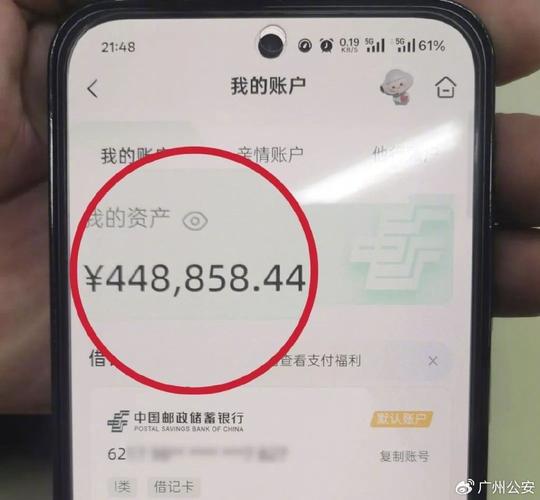 21:48 0.19 KB/S 5G 5G 61%
我的账户
我的账户 亲情账户
我的资产
¥448,858.44
查看支付福利
中国邮政储蓄银行 默认账户
POSTAL SAVINGS BANK OF CHINA
62 复制账号
I类 借记卡
广州公安